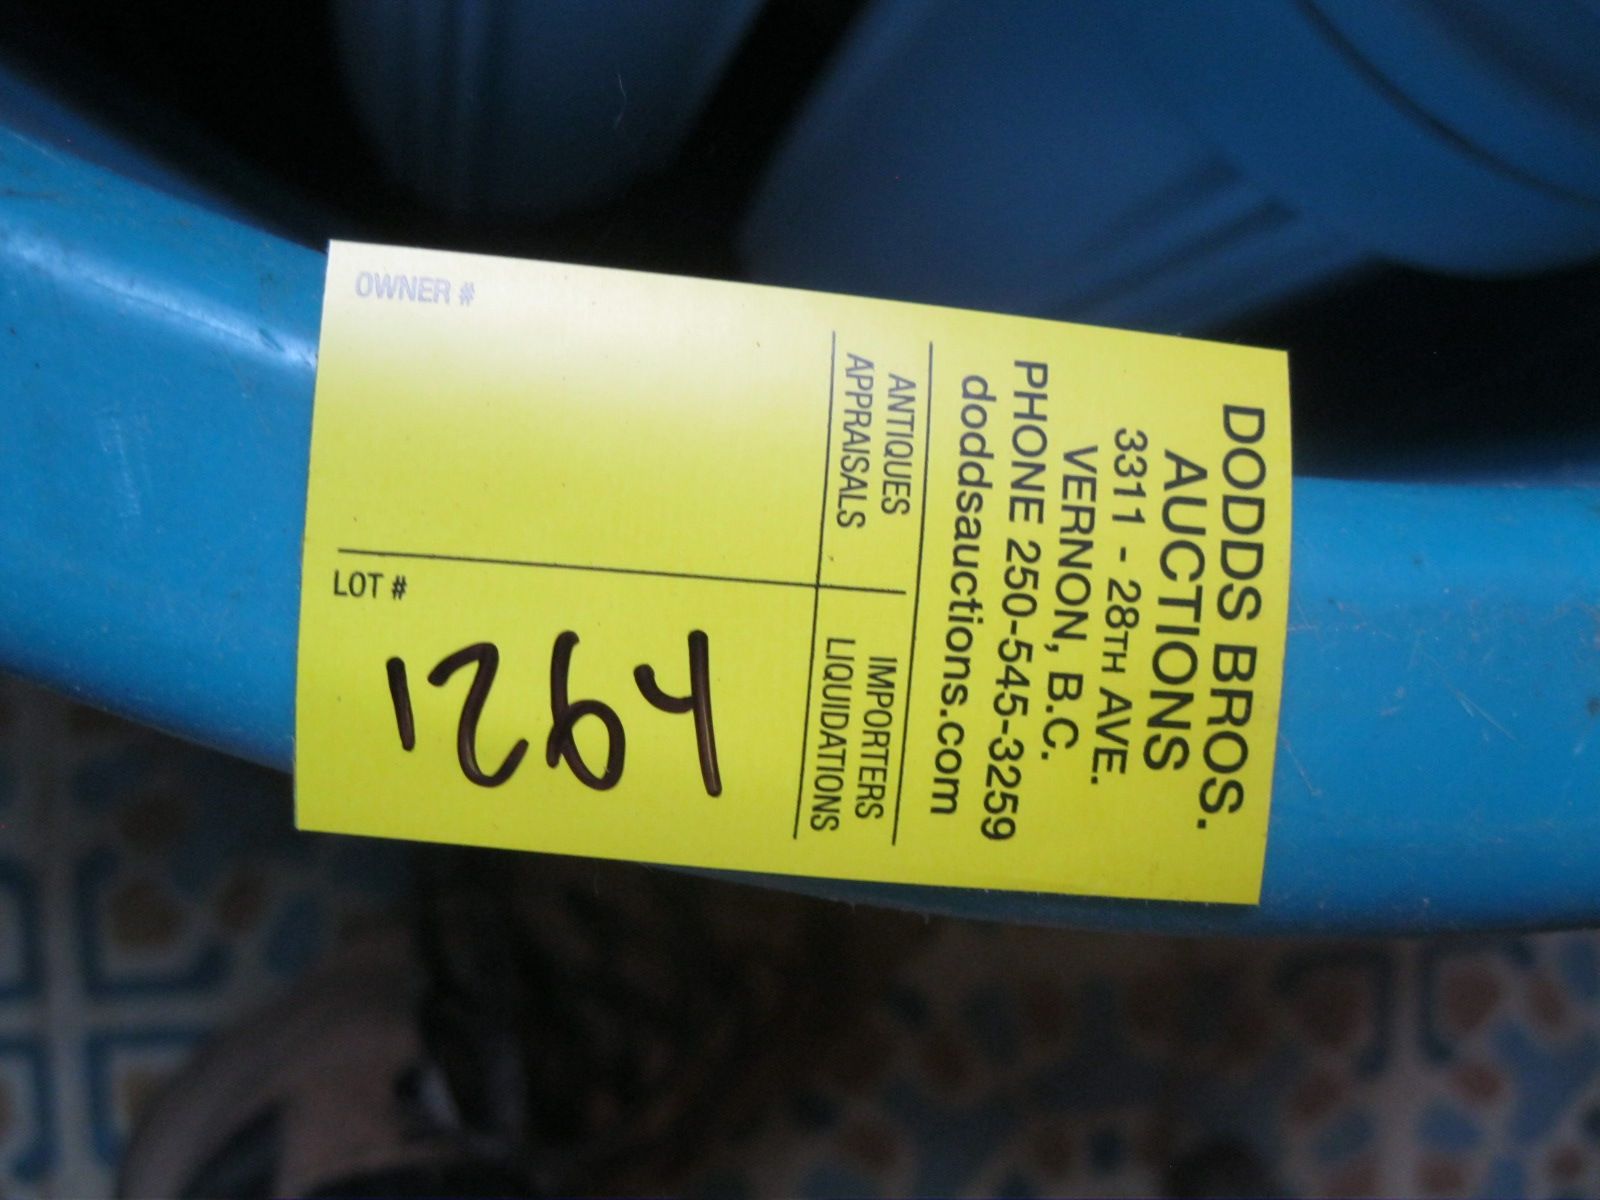 DODDS BROS.
AUCTIONS
3311 - 28TH AVE.
VERNON, B.C.
PHONE 250-545-3259
doddsauctions.com
ANTIQUES
APPRAISALS
IMPORTERS
LIQUIDATIONS
OWNER #
LOT #
1264